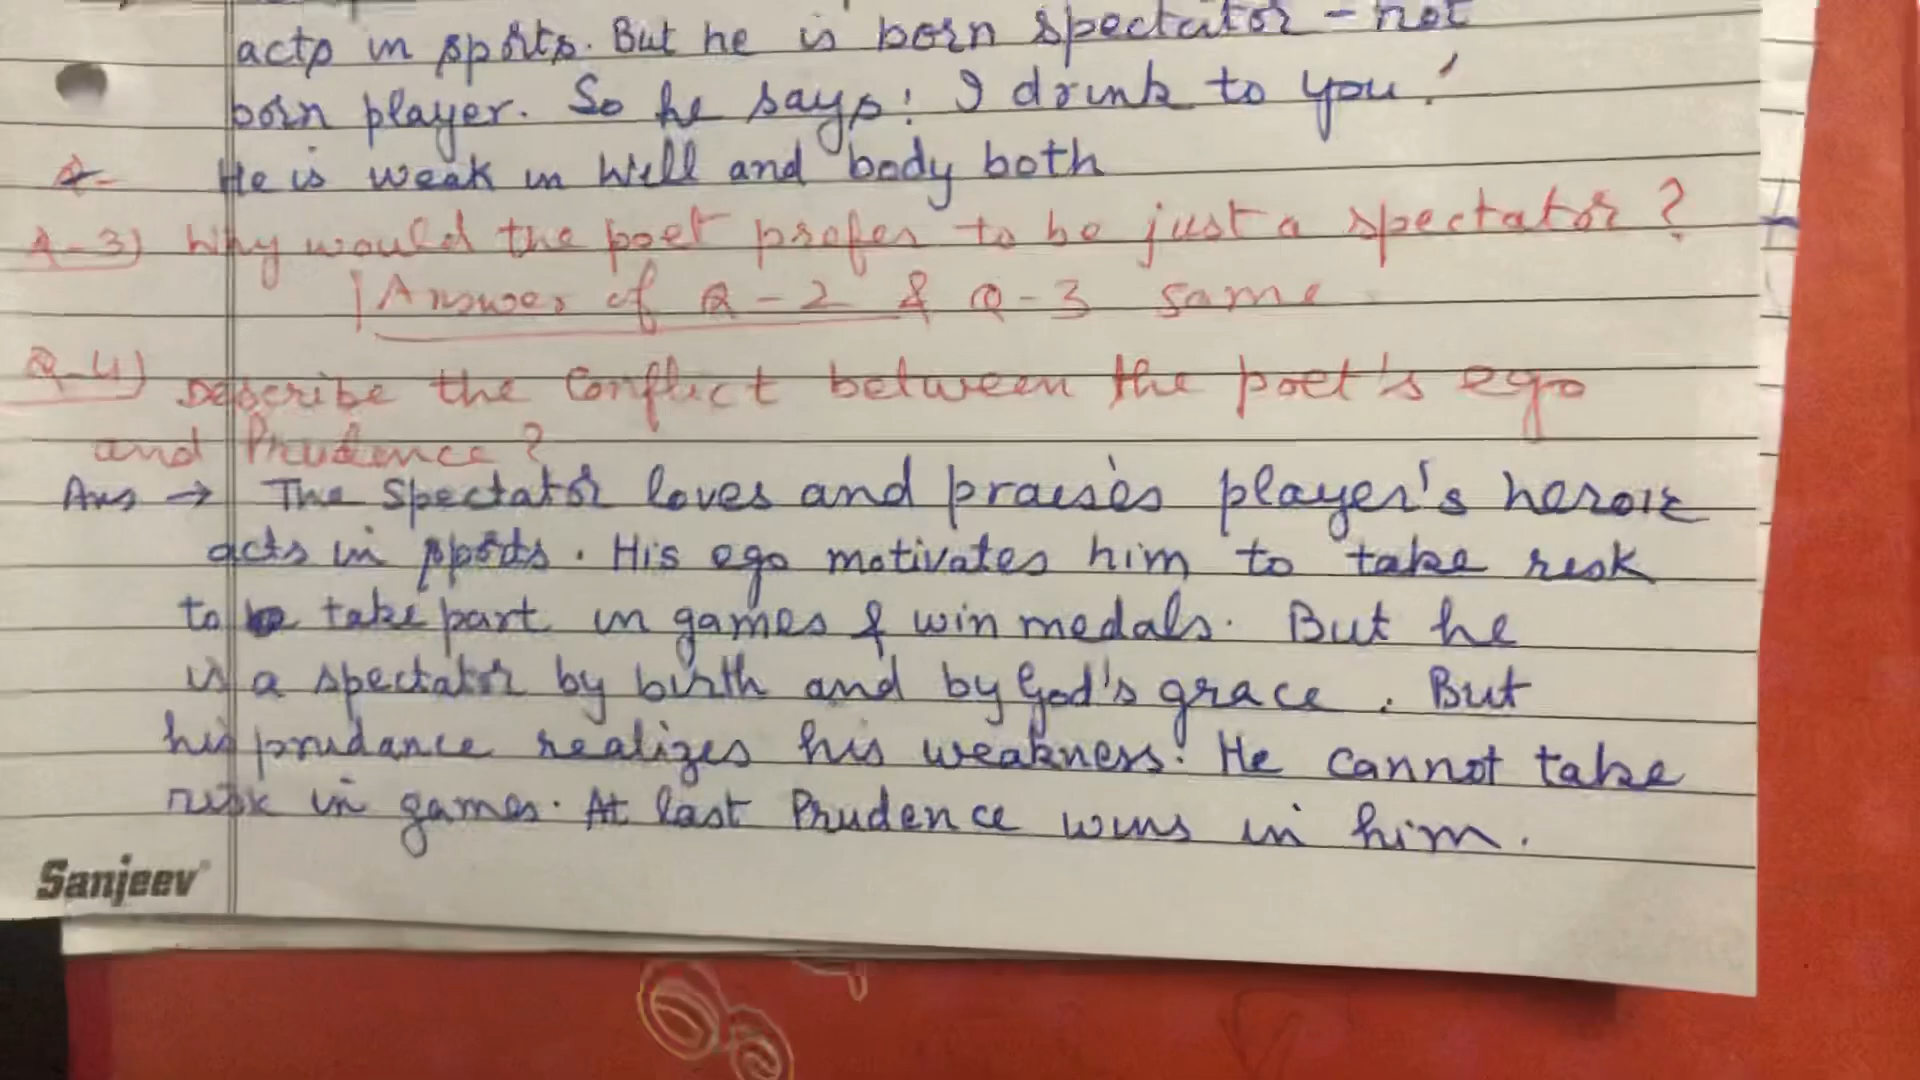 acts in sports. But he is born spectator - not
born player. So he says: I drink to you!
He is weak in Will and body both
Q-3) Why would the poet prefer to be just a spectator?
Answer of Q-2 & Q-3 same
Q-4) Describe the Conflict between the poet's ego
and Prudence?
Ans → The Spectator loves and praises player's heroic
acts in sports. His ego motivates him to take risk
to take part in games & win medals. But he
is a spectator by birth and by God's grace. But
his prudance realizes his weakness. He cannot take
risk in games. At last Prudence wins in him.
Sanjeev